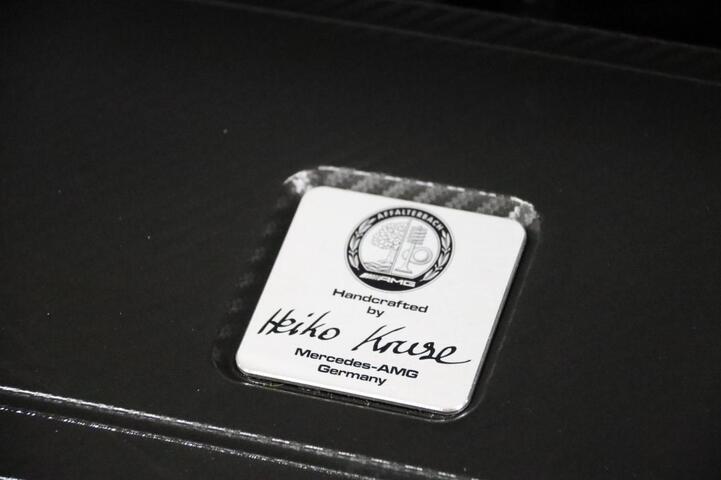 AFFALTERBACH
AMG
Handcrafted
by
Heiko Kruse
Mercedes-AMG
Germany